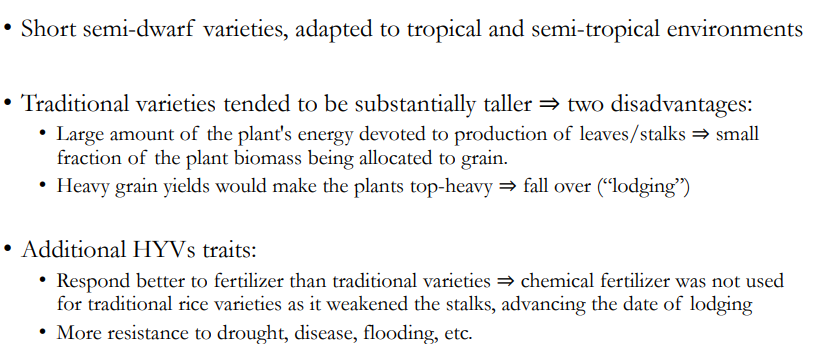 • Short semi-dwarf varieties, adapted to tropical and semi-tropical environments
• Traditional varieties tended to be substantially taller ⇒ two disadvantages:
• Large amount of the plant's energy devoted to production of leaves/stalks ⇒ small
fraction of the plant biomass being allocated to grain.
• Heavy grain yields would make the plants top-heavy ⇒ fall over (“lodging”)
• Additional HYVs traits:
• Respond better to fertilizer than traditional varieties ⇒ chemical fertilizer was not used
for traditional rice varieties as it weakened the stalks, advancing the date of lodging
• More resistance to drought, disease, flooding, etc.